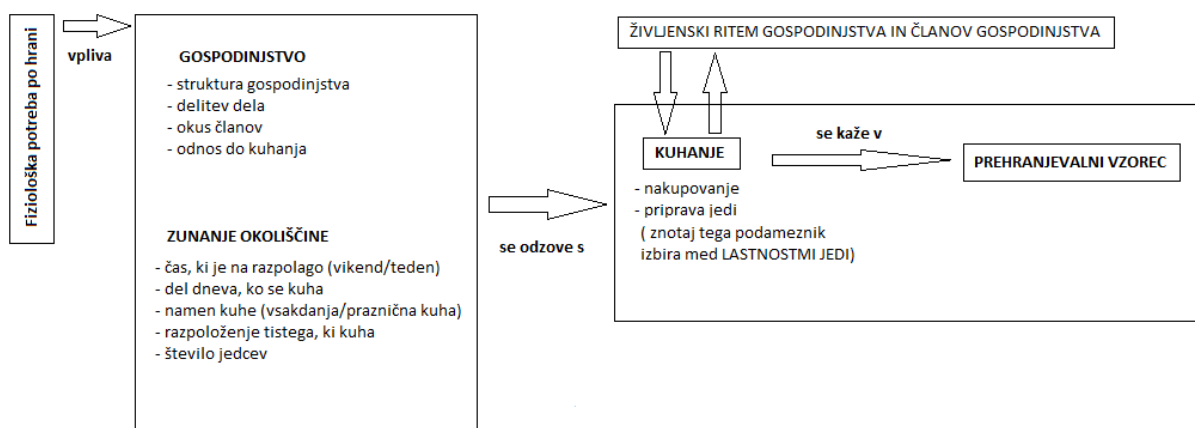 Fiziološka potreba po hrani
vpliva
GOSPODINJSTVO
- struktura gospodinjstva
- delitev dela
- okus članov
- odnos do kuhanja
ZUNANJE OKOLIŠČINE
- čas, ki je na razpolago (vikend/teden)
- del dneva, ko se kuha
- namen kuhe (vsakdanja/praznična kuha)
- razpoloženje tistega, ki kuha
- število jedcev
se odzove s
ŽIVLJENSKI RITEM GOSPODINJSTVA IN ČLANOV GOSPODINJSTVA
KUHANJE
- nakupovanje
- priprava jedi
( znotaj tega podameznik
izbira med LASTNOSTMI JEDI)
se kaže v
PREHRANJEVALNI VZOREC